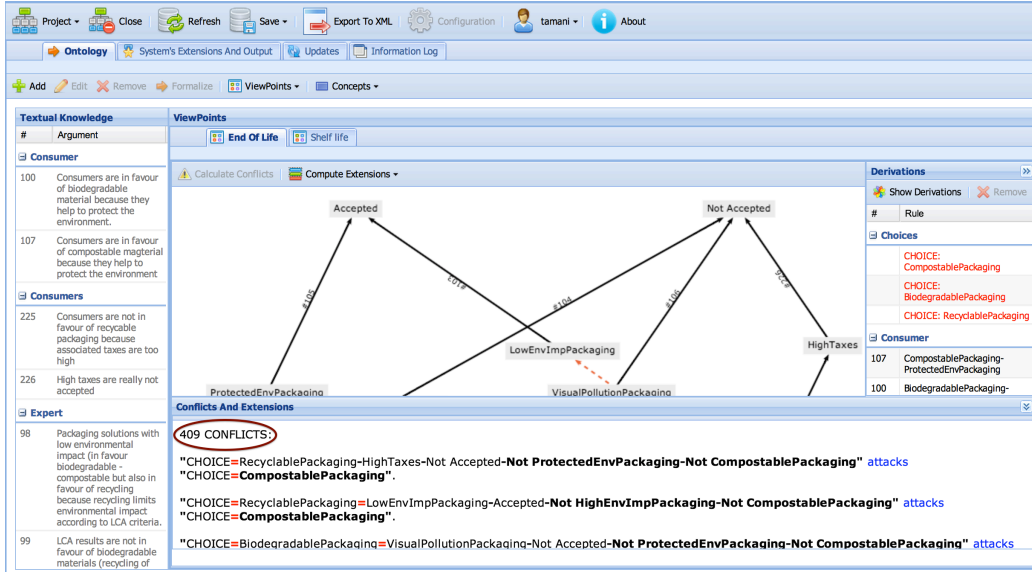 Project Close Refresh Save Export To XML Configuration tamani About
Ontology System's Extensions And Output Updates Information Log
Add Edit Remove Formalize ViewPoints Concepts
Textual Knowledge
# Argument
Consumer
100 Consumers are in favour
of biodegradable
material because they
help to protect the
environment.
107 Consumers are in favour
of compostable magterial
because they help to
protect the environment
Consumers
225 Consumers are not in
favour of recycable
packaging because
associated taxes are too
high
226 High taxes are really not
accepted
Expert
98 Packaging solutions with
low environmental
impact (in favour
biodegradable -
compostable but also in
favour of recycling
because recycling limits
environmental impact
according to LCA criteria.
99 LCA results are not in
favour of biodegradable
materials (recycling of
ViewPoints
End Of Life Shelf life
Calculate Conflicts Compute Extensions
Accepted
Not Accepted
#105
#103
#104
#106
#226
LowEnvImpPackaging
HighTaxes
ProtectedEnvPackaging
VisualPollutionPackaging
Derivations
Show Derivations Remove
# Rule
Choices
CHOICE:
CompostablePackaging
CHOICE:
BiodegradablePackaging
CHOICE: RecyclablePackaging
Consumer
107 CompostablePackaging-
ProtectedEnvPackaging
100 BiodegradablePackaging-
Conflicts And Extensions
409 CONFLICTS:
"CHOICE=RecyclablePackaging-HighTaxes-Not Accepted-Not ProtectedEnvPackaging-Not CompostablePackaging" attacks
"CHOICE=CompostablePackaging".
"CHOICE=RecyclablePackaging=LowEnvImpPackaging-Accepted-Not HighEnvImpPackaging-Not CompostablePackaging" attacks
"CHOICE=CompostablePackaging".
"CHOICE=BiodegradablePackaging=VisualPollutionPackaging-Not Accepted-Not ProtectedEnvPackaging-Not CompostablePackaging" attacks